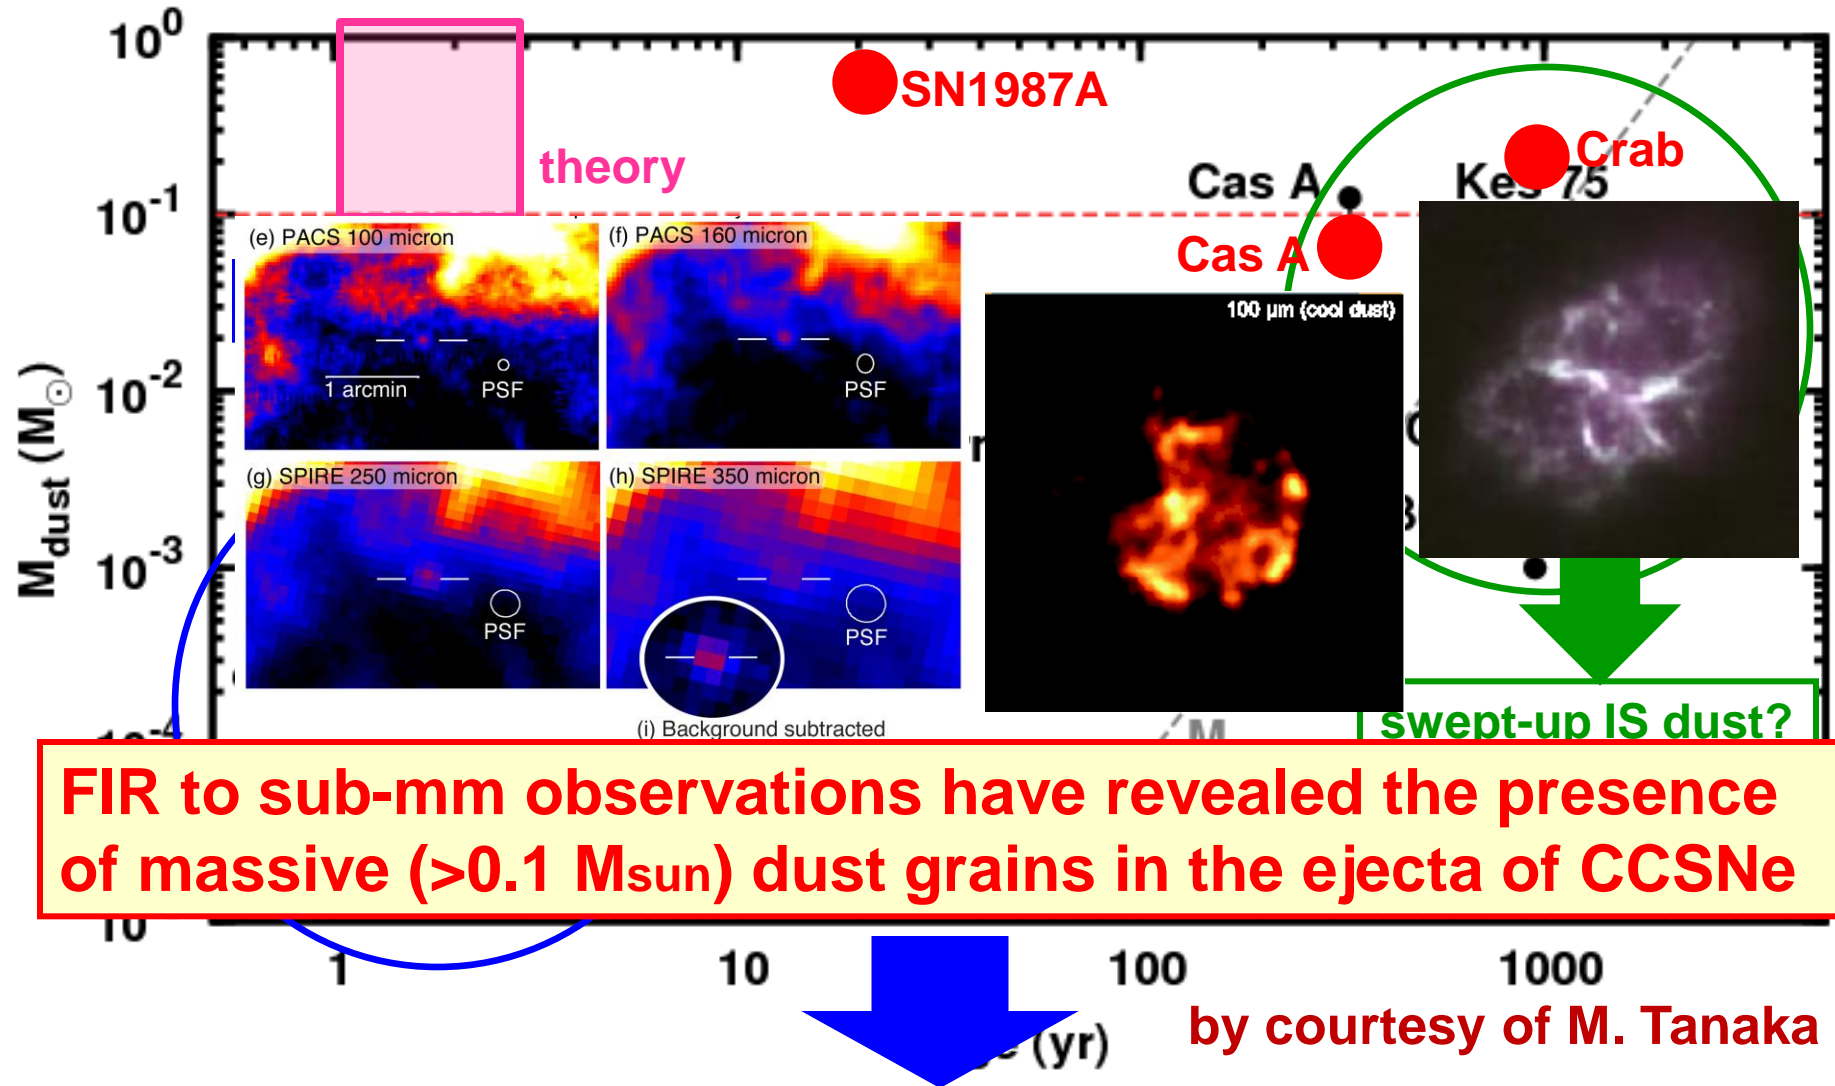 10⁰
SN1987A
theory
Crab
Cas A
Kes 75
10⁻¹
Cas A
(e) PACS 100 micron
(f) PACS 160 micron
100 µm (cool dust)
1 arcmin
PSF
PSF
10⁻²
M_dust (M⊙)
(g) SPIRE 250 micron
(h) SPIRE 350 micron
10⁻³
PSF
PSF
(i) Background subtracted
M
swept-up IS dust?
FIR to sub-mm observations have revealed the presence
of massive (>0.1 Msun) dust grains in the ejecta of CCSNe
10
1
10
100
1000
by courtesy of M. Tanaka
(yr)